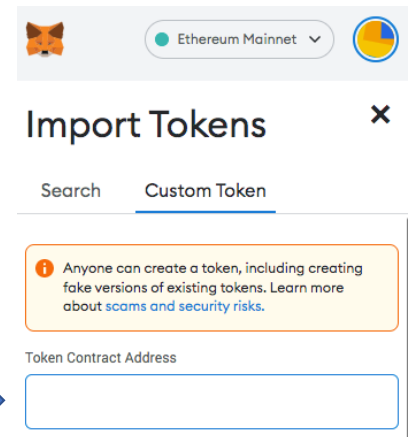 Ethereum Mainnet
Import Tokens
Search Custom Token
Anyone can create a token, including creating
fake versions of existing tokens. Learn more
about scams and security risks.
Token Contract Address